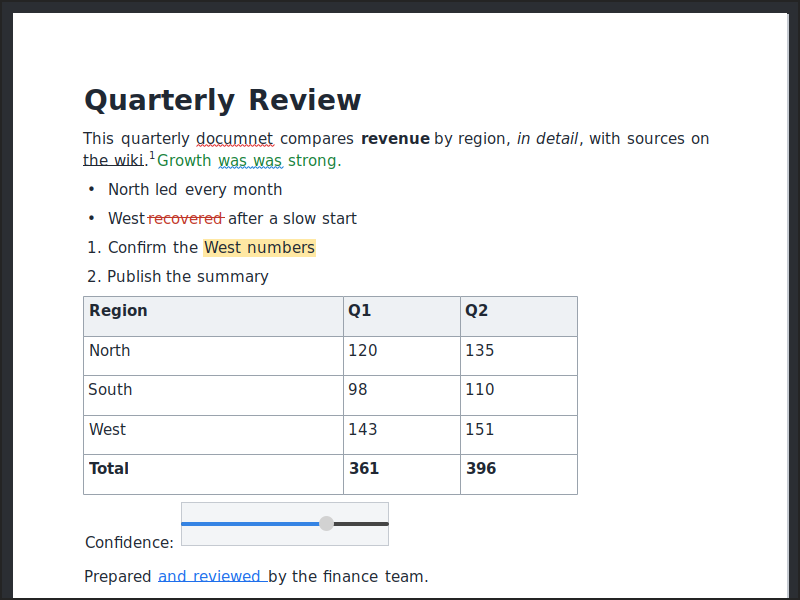 Quarterly Review
This quarterly documnet compares revenue by region, in detail, with sources on
the wiki.1 Growth was was strong.
• North led every month
• West recovered after a slow start
1. Confirm the West numbers
2. Publish the summary
Region Q1 Q2
North 120 135
South 98 110
West 143 151
Total 361 396
Confidence:
Prepared and reviewed by the finance team.